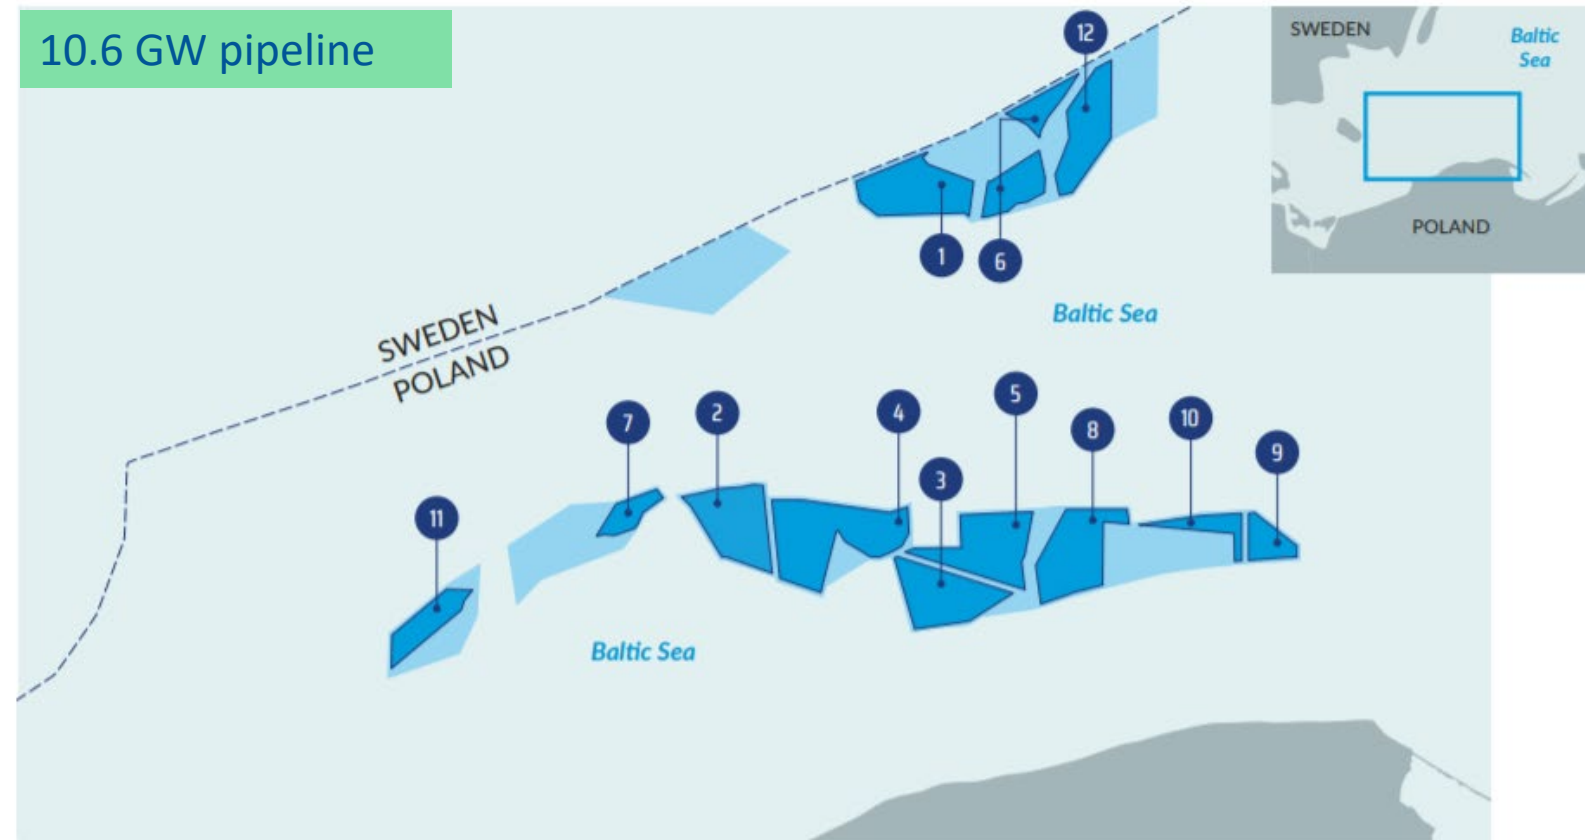 10.6 GW pipeline
12
SWEDEN
Baltic
Sea
POLAND
1
6
Baltic Sea
SWEDEN
POLAND
7
2
4
5
8
10
9
3
11
Baltic Sea